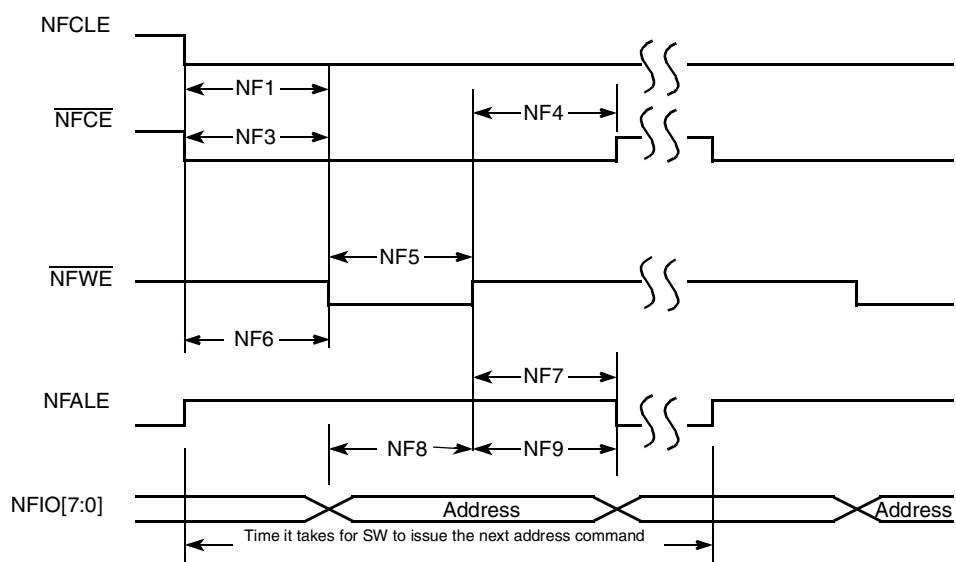 NFCLE
NF1
NFCE
NF4
NF3
NF5
NFWE
NF6
NF7
NFALE
NF8
NF9
NFIO[7:0]
Address
Address
Time it takes for SW to issue the next address command